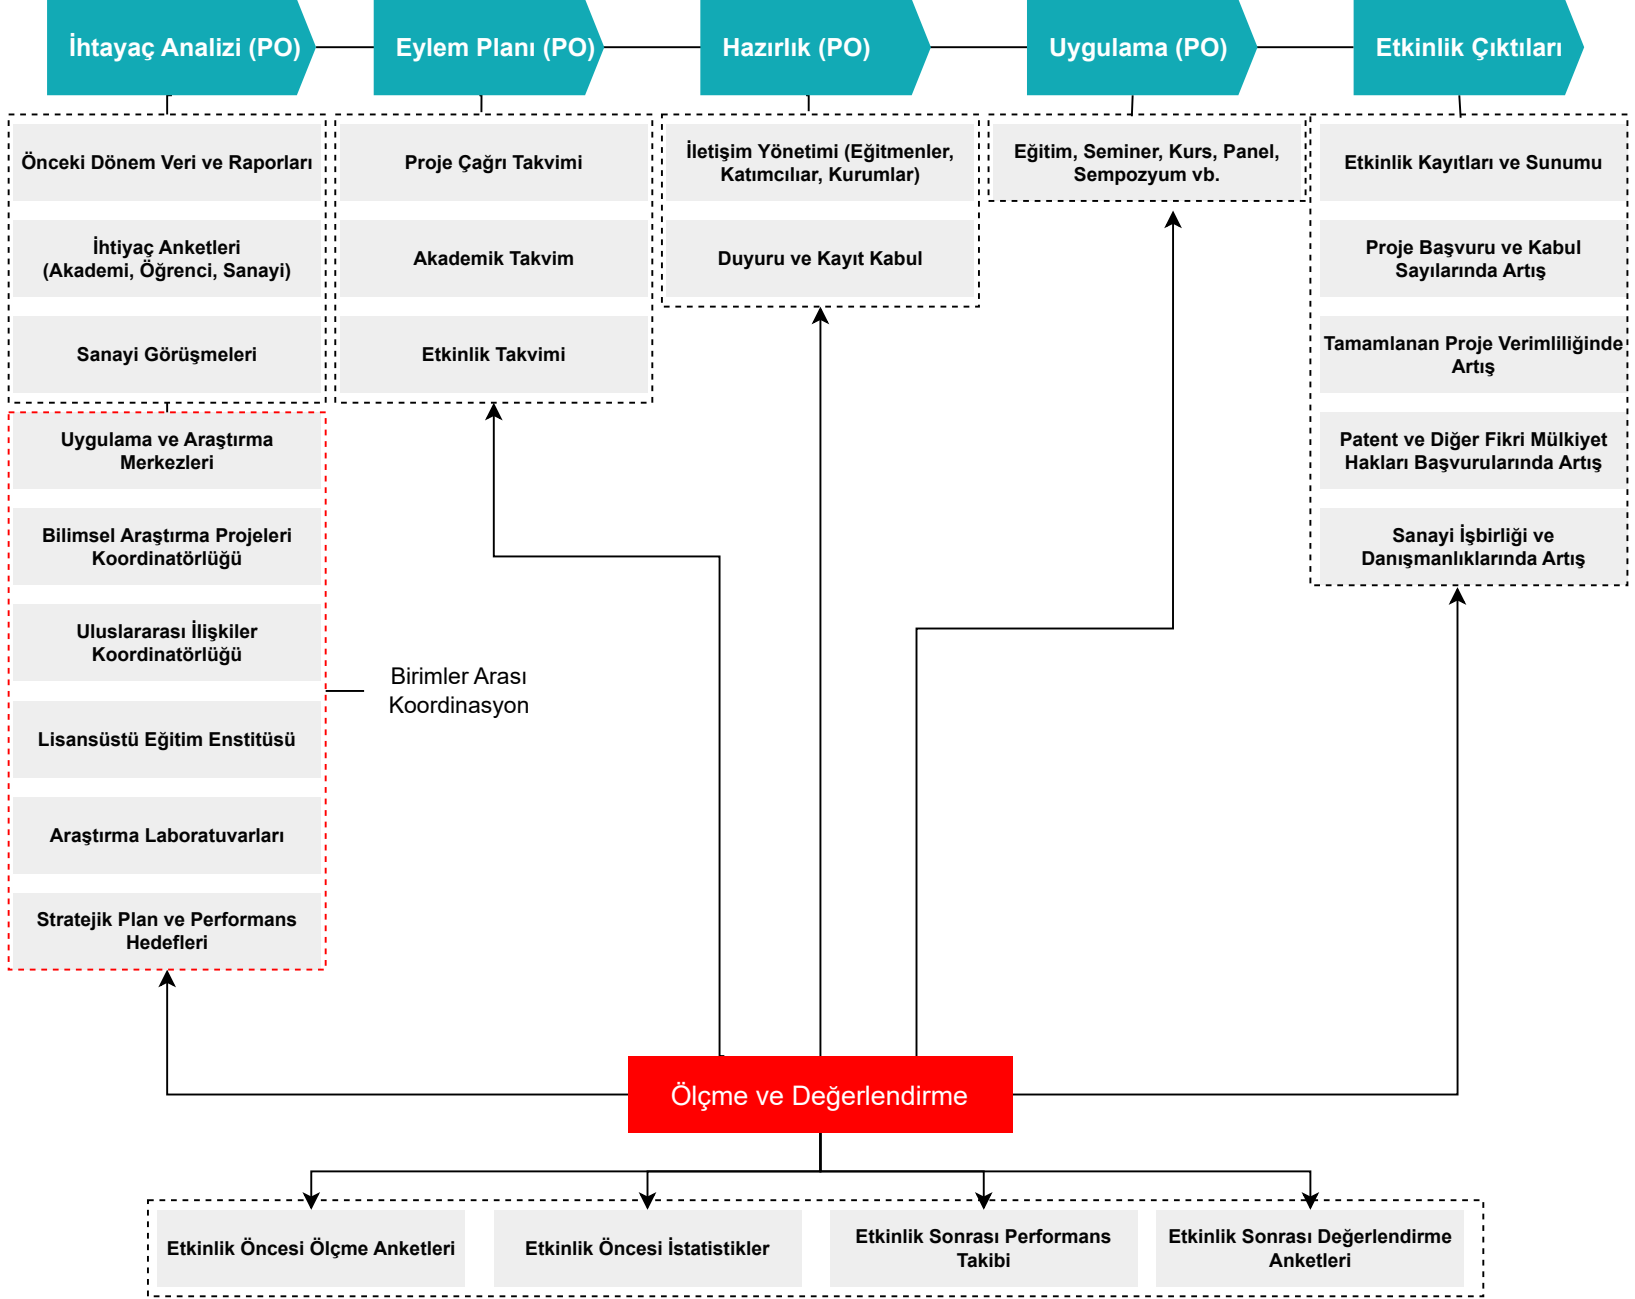 İhtayaç Analizi (PO)
Eylem Planı (PO)
Hazırlık (PO)
Uygulama (PO)
Etkinlik Çıktıları
Önceki Dönem Veri ve Raporları
İhtiyaç Anketleri
(Akademi, Öğrenci, Sanayi)
Sanayi Görüşmeleri
Uygulama ve Araştırma
Merkezleri
Bilimsel Araştırma Projeleri
Koordinatörlüğü
Uluslararası İlişkiler
Koordinatörlüğü
Lisansüstü Eğitim Enstitüsü
Araştırma Laboratuvarları
Stratejik Plan ve Performans
Hedefleri
Birimler Arası
Koordinasyon
Proje Çağrı Takvimi
Akademik Takvim
Etkinlik Takvimi
İletişim Yönetimi (Eğitmenler,
Katımcılıar, Kurumlar)
Duyuru ve Kayıt Kabul
Eğitim, Seminer, Kurs, Panel,
Sempozyum vb.
Etkinlik Kayıtları ve Sunumu
Proje Başvuru ve Kabul
Sayılarında Artış
Tamamlanan Proje Verimliliğinde
Artış
Patent ve Diğer Fikri Mülkiyet
Hakları Başvurularında Artış
Sanayi İşbirliği ve
Danışmanlıklarında Artış
Ölçme ve Değerlendirme
Etkinlik Öncesi Ölçme Anketleri
Etkinlik Öncesi İstatistikler
Etkinlik Sonrası Performans
Takibi
Etkinlik Sonrası Değerlendirme
Anketleri